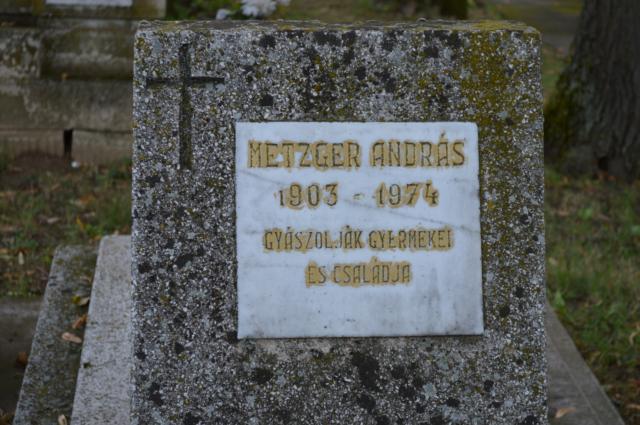 METZGER ANDRÁS
1903 - 1974
GYÁSZOLJÁK GYERMEKEI
ÉS CSALÁDJA